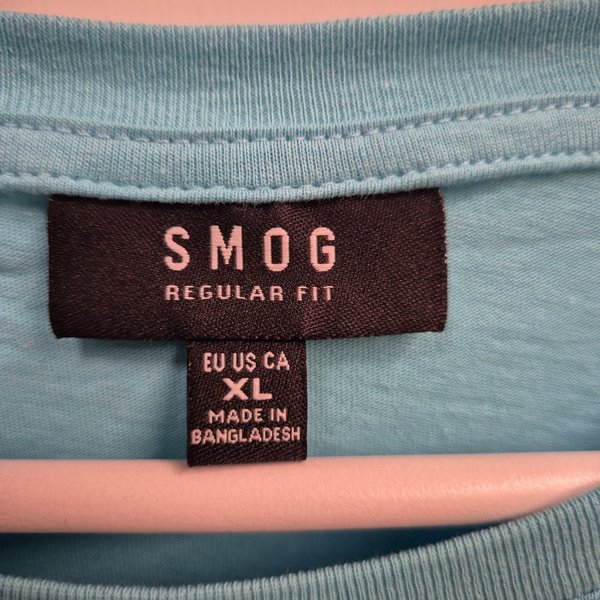 SMOG
REGULAR FIT
EU US CA
XL
MADE IN
BANGLADESH